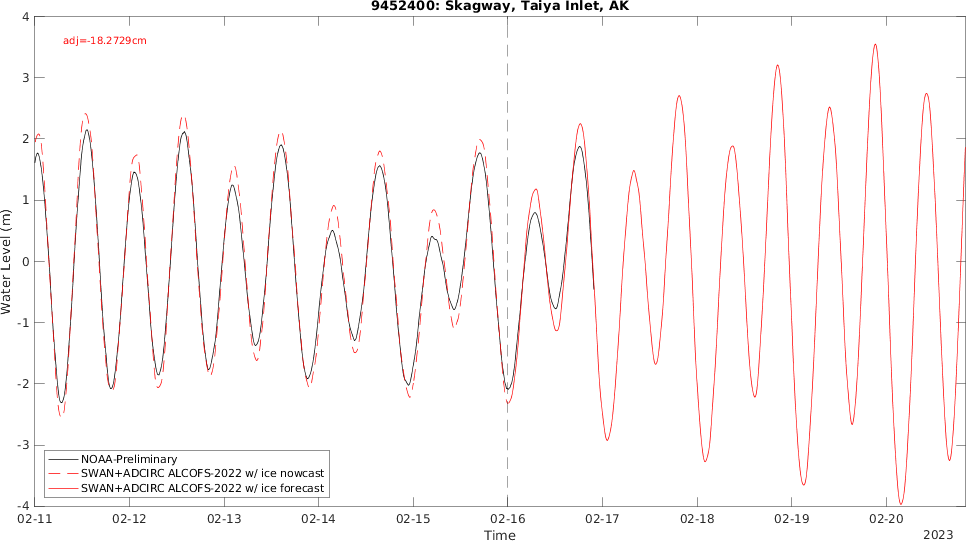 9452400: Skagway, Taiya Inlet, AK
adj=-18.2729cm
Water Level (m)
4
3
2
1
0
-1
-2
-3
-4
NOAA-Preliminary
SWAN+ADCIRC ALCOFS-2022 w/ ice nowcast
SWAN+ADCIRC ALCOFS-2022 w/ ice forecast
02-11 02-12 02-13 02-14 02-15 02-16 02-17 02-18 02-19 02-20
Time
2023